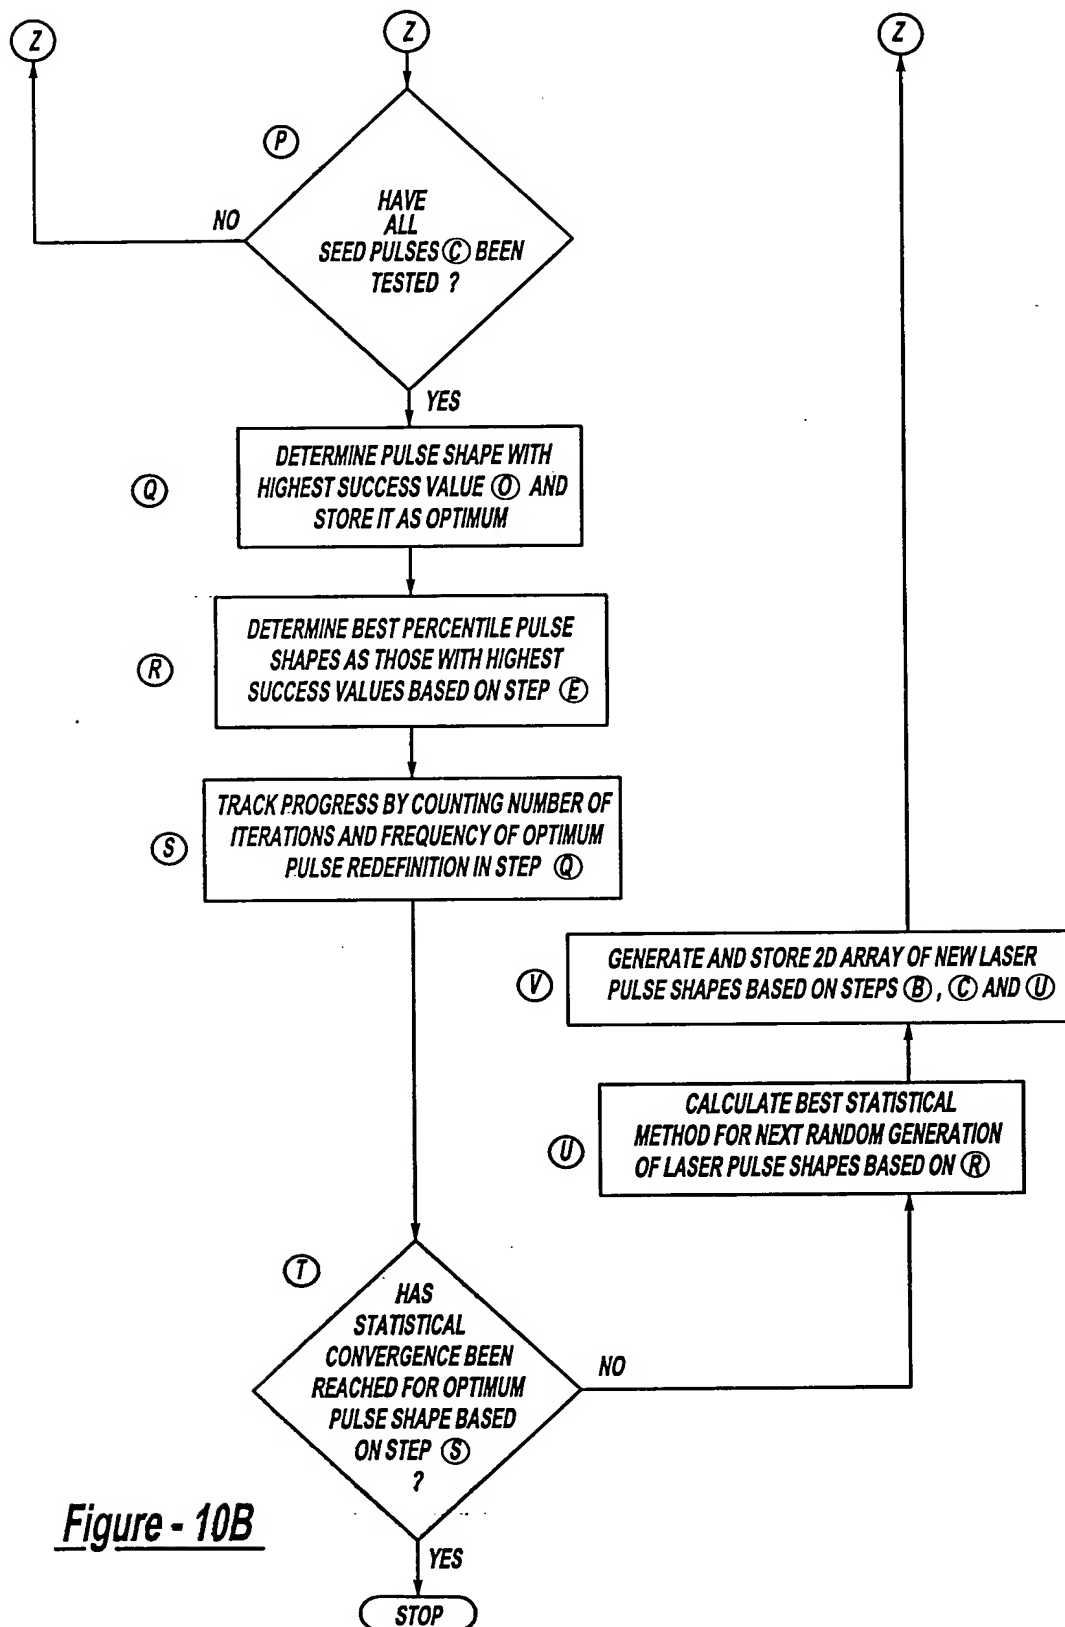 Z
Z
Z
P
HAVE
ALL
SEED PULSES C BEEN
TESTED ?
NO
YES
Q
DETERMINE PULSE SHAPE WITH
HIGHEST SUCCESS VALUE O AND
STORE IT AS OPTIMUM
R
DETERMINE BEST PERCENTILE PULSE
SHAPES AS THOSE WITH HIGHEST
SUCCESS VALUES BASED ON STEP E
S
TRACK PROGRESS BY COUNTING NUMBER OF
ITERATIONS AND FREQUENCY OF OPTIMUM
PULSE REDEFINITION IN STEP Q
V
GENERATE AND STORE 2D ARRAY OF NEW LASER
PULSE SHAPES BASED ON STEPS B , C AND U
U
CALCULATE BEST STATISTICAL
METHOD FOR NEXT RANDOM GENERATION
OF LASER PULSE SHAPES BASED ON R
T
HAS
STATISTICAL
CONVERGENCE BEEN
REACHED FOR OPTIMUM
PULSE SHAPE BASED
ON STEP S
?
NO
YES
STOP
Figure - 10B